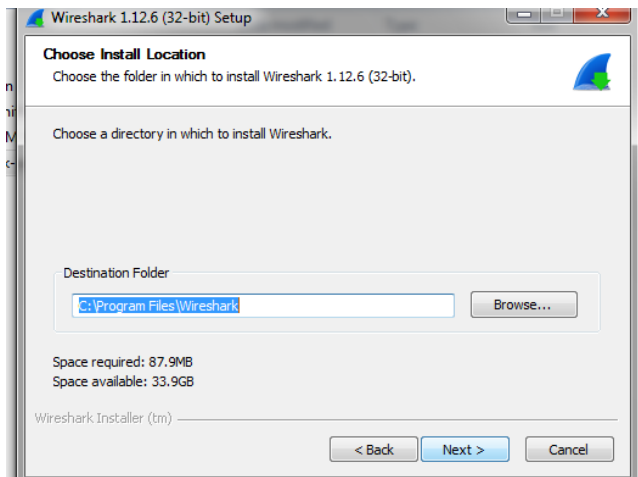 Wireshark 1.12.6 (32-bit) Setup
Choose Install Location
Choose the folder in which to install Wireshark 1.12.6 (32-bit).
Choose a directory in which to install Wireshark.
Destination Folder
C:\Program Files\Wireshark
Browse...
Space required: 87.9MB
Space available: 33.9GB
Wireshark Installer (tm)
< Back
Next >
Cancel